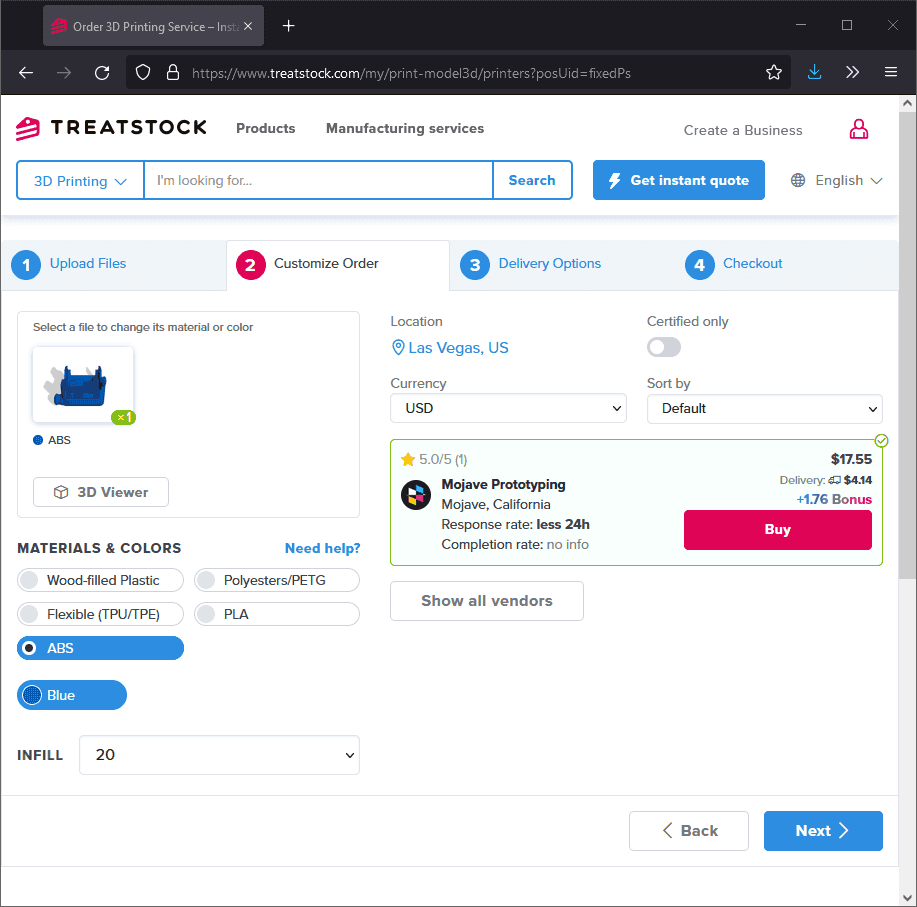 Order 3D Printing Service – Inst
https://www.treatstock.com/my/print-model3d/printers?posUid=fixedPs
TREATSTOCK
Products
Manufacturing services
Create a Business
3D Printing
I'm looking for...
Search
Get instant quote
English
1 Upload Files
2 Customize Order
3 Delivery Options
4 Checkout
Select a file to change its material or color
×1
ABS
3D Viewer
MATERIALS & COLORS
Need help?
Wood-filled Plastic
Polyesters/PETG
Flexible (TPU/TPE)
PLA
ABS
Blue
INFILL
20
Location
Las Vegas, US
Certified only
Currency
USD
Sort by
Default
5.0/5 (1)
$17.55
Mojave Prototyping
Delivery: $4.14
Mojave, California
+1.76 Bonus
Response rate: less 24h
Completion rate: no info
Buy
Show all vendors
Back
Next